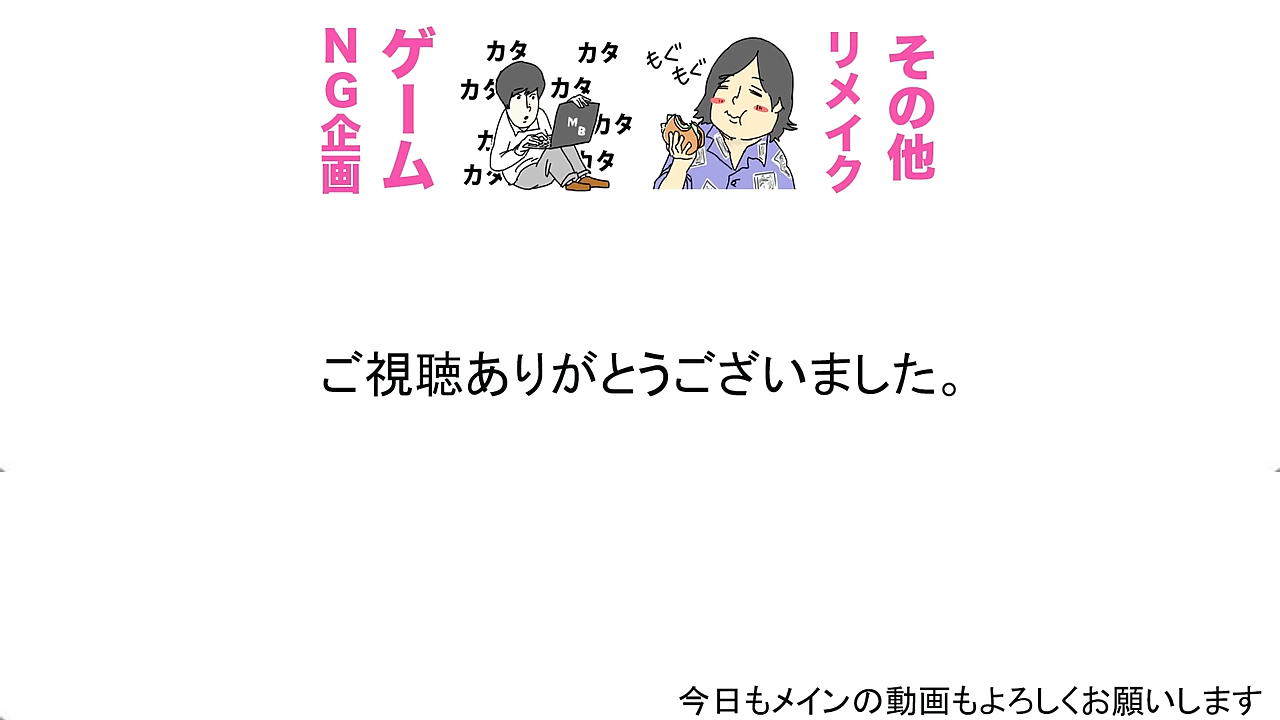 ゲーム
NG企画
カタ
カタ
カタ
カタ
カタ
カタ
カタ
MB
もぐ
もぐ
その他
リメイク
ご視聴ありがとうございました。
今日もメインの動画もよろしくお願いします